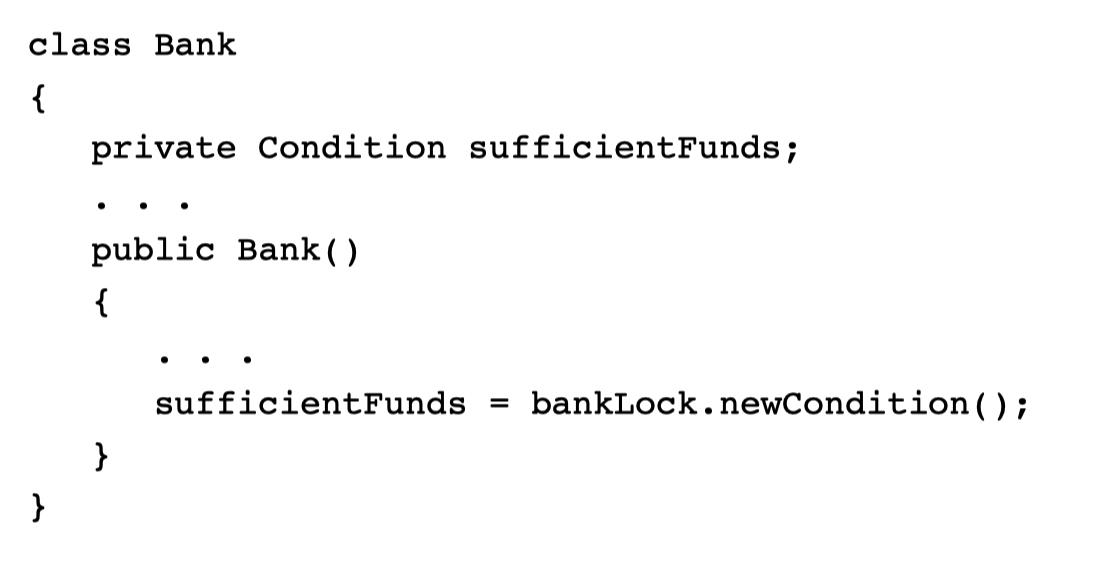 class Bank
{
   private Condition sufficientFunds;
   . . .
   public Bank()
   {
      . . .
      sufficientFunds = bankLock.newCondition();
   }
}